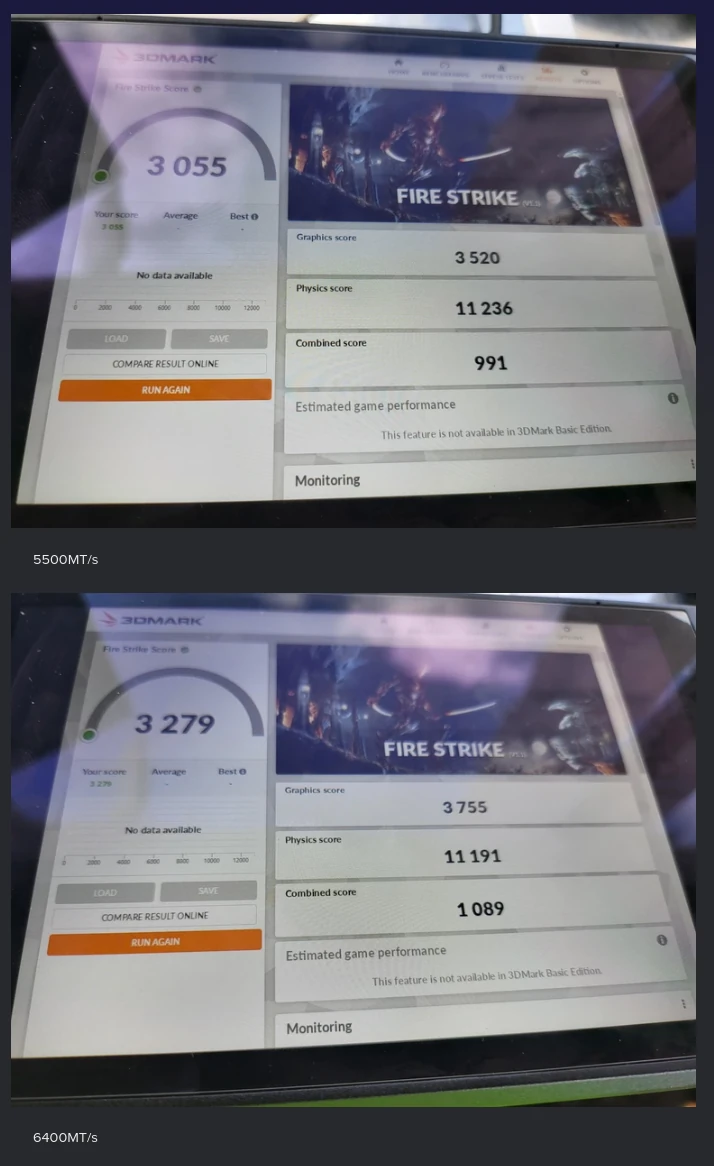 3DMARK
HOME
OPTIONS
Fire Strike Score
3 055
Your score Average Best
3 055 - -
No data available
0 2000 4000 6000 8000 10000 12000
LOAD SAVE
COMPARE RESULT ONLINE
RUN AGAIN
FIRE STRIKE
Graphics score
3 520
Physics score
11 236
Combined score
991
Estimated game performance
This feature is not available in 3DMark Basic Edition.
Monitoring
5500MT/s
3DMARK
OPTIONS
Fire Strike Score
3 279
Your score Average Best
3 279 - -
No data available
0 2000 4000 6000 8000 10000 12000
LOAD SAVE
COMPARE RESULT ONLINE
RUN AGAIN
FIRE STRIKE
Graphics score
3 755
Physics score
11 191
Combined score
1 089
Estimated game performance
This feature is not available in 3DMark Basic Edition.
Monitoring
6400MT/s